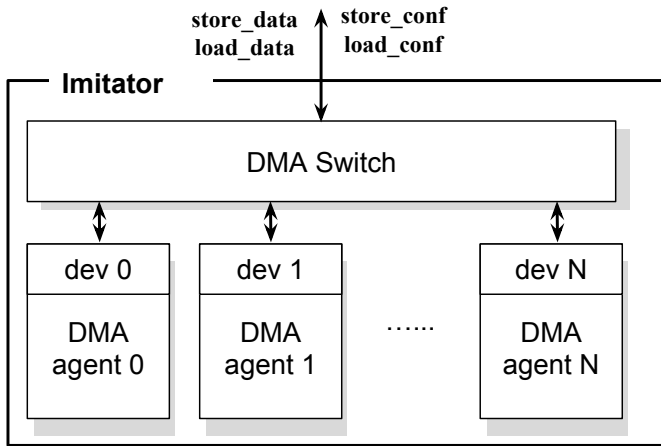 store_data store_conf
load_data load_conf
Imitator
DMA Switch
dev 0 dev 1 dev N
DMA DMA …... DMA
agent 0 agent 1 agent N